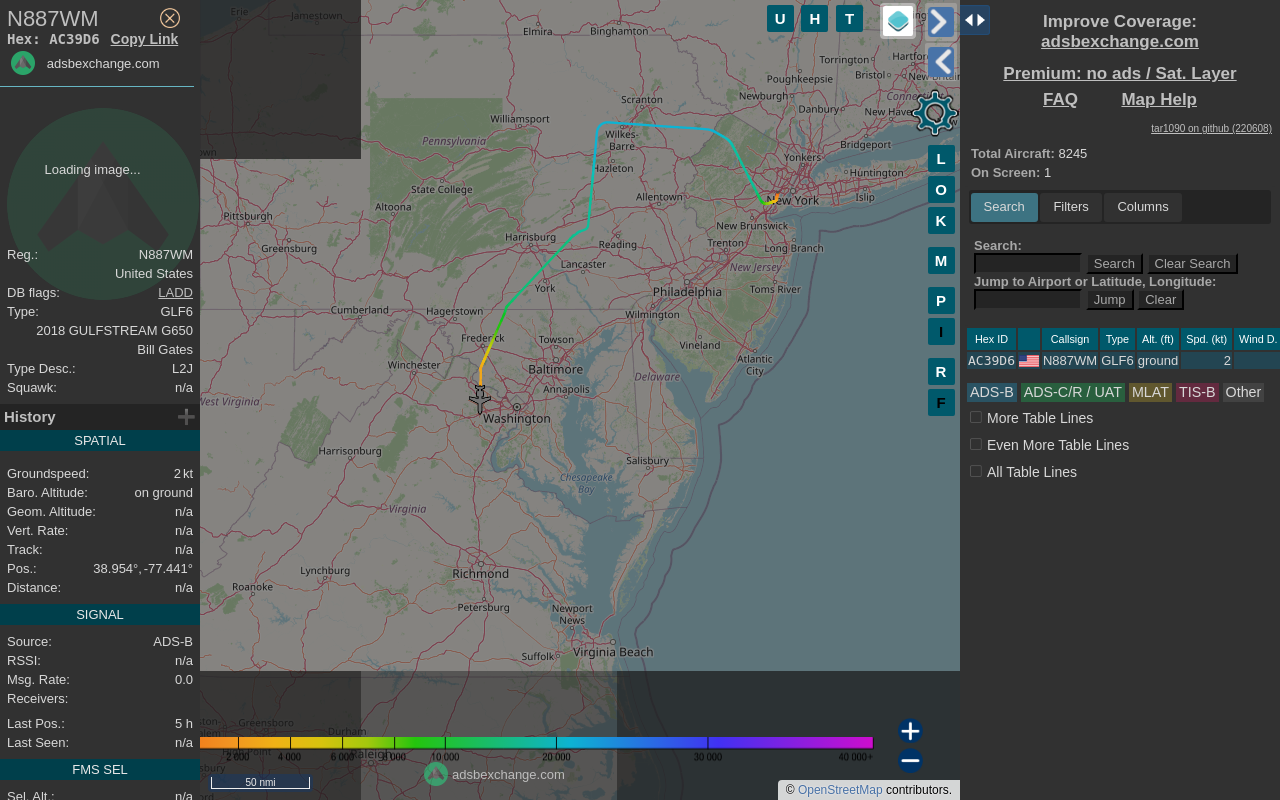 N887WM
Hex: AC39D6 Copy Link
adsbexchange.com
Loading image...
Reg.: N887WM
United States
DB flags: LADD
Type: GLF6
2018 GULFSTREAM G650
Bill Gates
Type Desc.: L2J
Squawk: n/a
History
SPATIAL
Groundspeed: 2 kt
Baro. Altitude: on ground
Geom. Altitude: n/a
Vert. Rate: n/a
Track: n/a
Pos.: 38.954°, -77.441°
Distance: n/a
SIGNAL
Source: ADS-B
RSSI: n/a
Msg. Rate: 0.0
Receivers:
Last Pos.: 5 h
Last Seen: n/a
FMS SEL
Sel. Alt.: n/a
U H T
L
O
K
M
P
I
R
F
Erie
Jamestown
Elmira
Binghamton
Torrington
Hartford
Poughkeepsie
Bristol
Scranton
Newburgh
Danbury
New Haven
Connecticut
Williamsport
Wilkes-
Barre
Pennsylvania
Bridgeport
Yonkers
Hazleton
Huntington
State College
Allentown
New York
Islip
Altoona
Pittsburgh
New Brunswick
Harrisburg
Reading
Trenton
Long Branch
Greensburg
Lancaster
New Jersey
York
Philadelphia
Toms River
Cumberland
Hagerstown
Wilmington
Frederick
Towson
Vineland
Winchester
Baltimore
Atlantic
City
Delaware
Annapolis
West Virginia
Washington
Harrisonburg
Salisbury
Chesapeake
Bay
Virginia
Lynchburg
Richmond
Roanoke
Petersburg
Newport
News
Suffolk
Virginia Beach
Greensboro
Durham
Raleigh
2 000 4 000 6 000 8 000 10 000 20 000 30 000 40 000+
50 nmi
adsbexchange.com
© OpenStreetMap contributors.
Improve Coverage:
adsbexchange.com
Premium: no ads / Sat. Layer
FAQ Map Help
tar1090 on github (220608)
Total Aircraft: 8245
On Screen: 1
Search Filters Columns
Search:
Search Clear Search
Jump to Airport or Latitude, Longitude:
Jump Clear
Hex ID Callsign Type Alt. (ft) Spd. (kt) Wind D.
AC39D6 N887WM GLF6 ground 2
ADS-B ADS-C/R / UAT MLAT TIS-B Other
More Table Lines
Even More Table Lines
All Table Lines